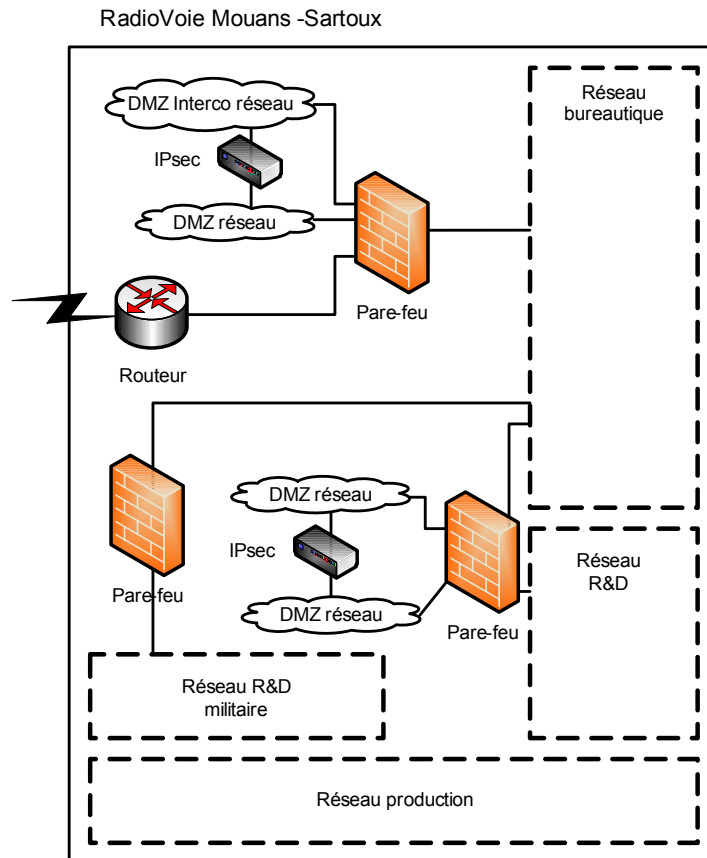 RadioVoie Mouans -Sartoux
DMZ Interco réseau
IPsec
DMZ réseau
Pare-feu
Routeur
Réseau
bureautique
Pare-feu
DMZ réseau
IPsec
DMZ réseau
Pare-feu
Réseau
R&D
Réseau R&D
militaire
Réseau production